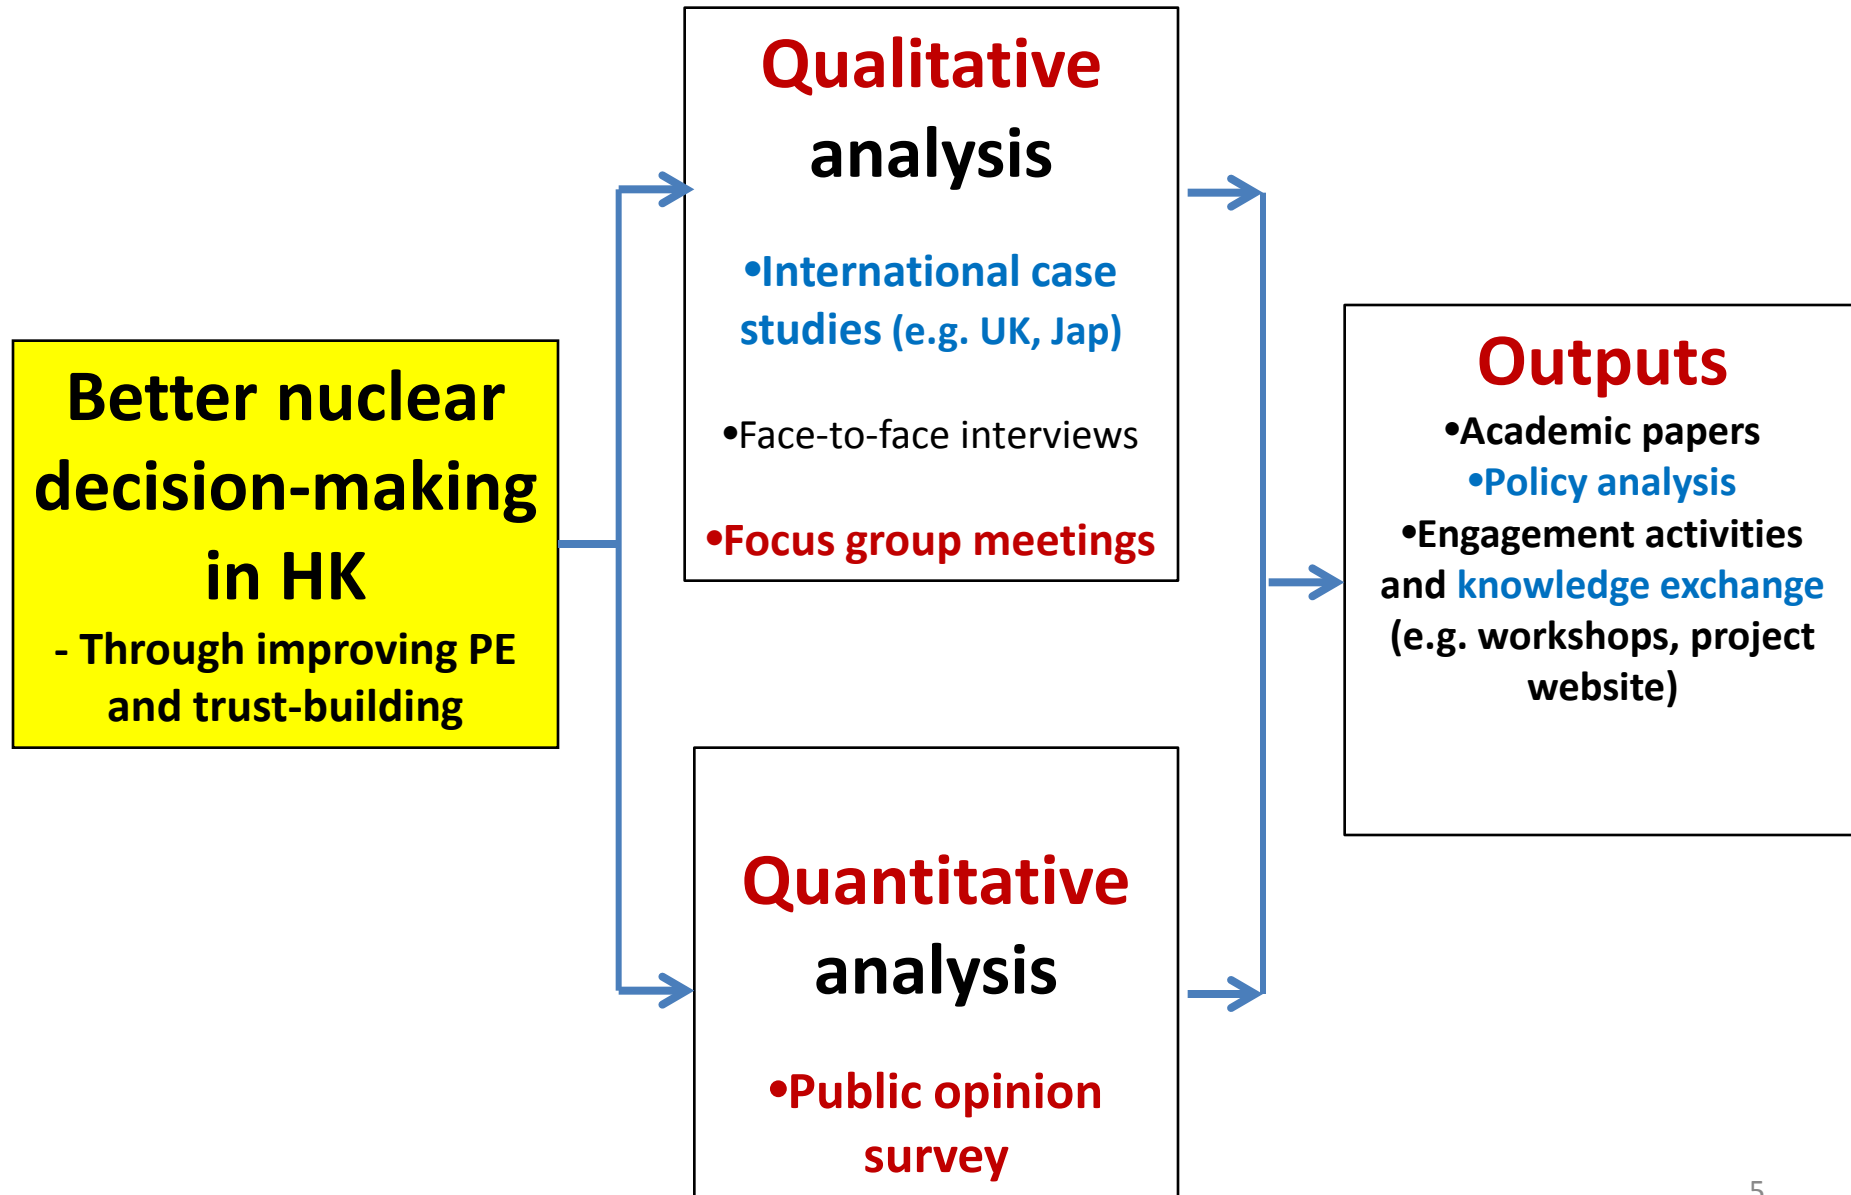 Better nuclear
decision-making
in HK
- Through improving PE
and trust-building
Qualitative
analysis
•International case
studies (e.g. UK, Jap)
•Face-to-face interviews
•Focus group meetings
Quantitative
analysis
•Public opinion
survey
Outputs
•Academic papers
•Policy analysis
•Engagement activities
and knowledge exchange
(e.g. workshops, project
website)
5